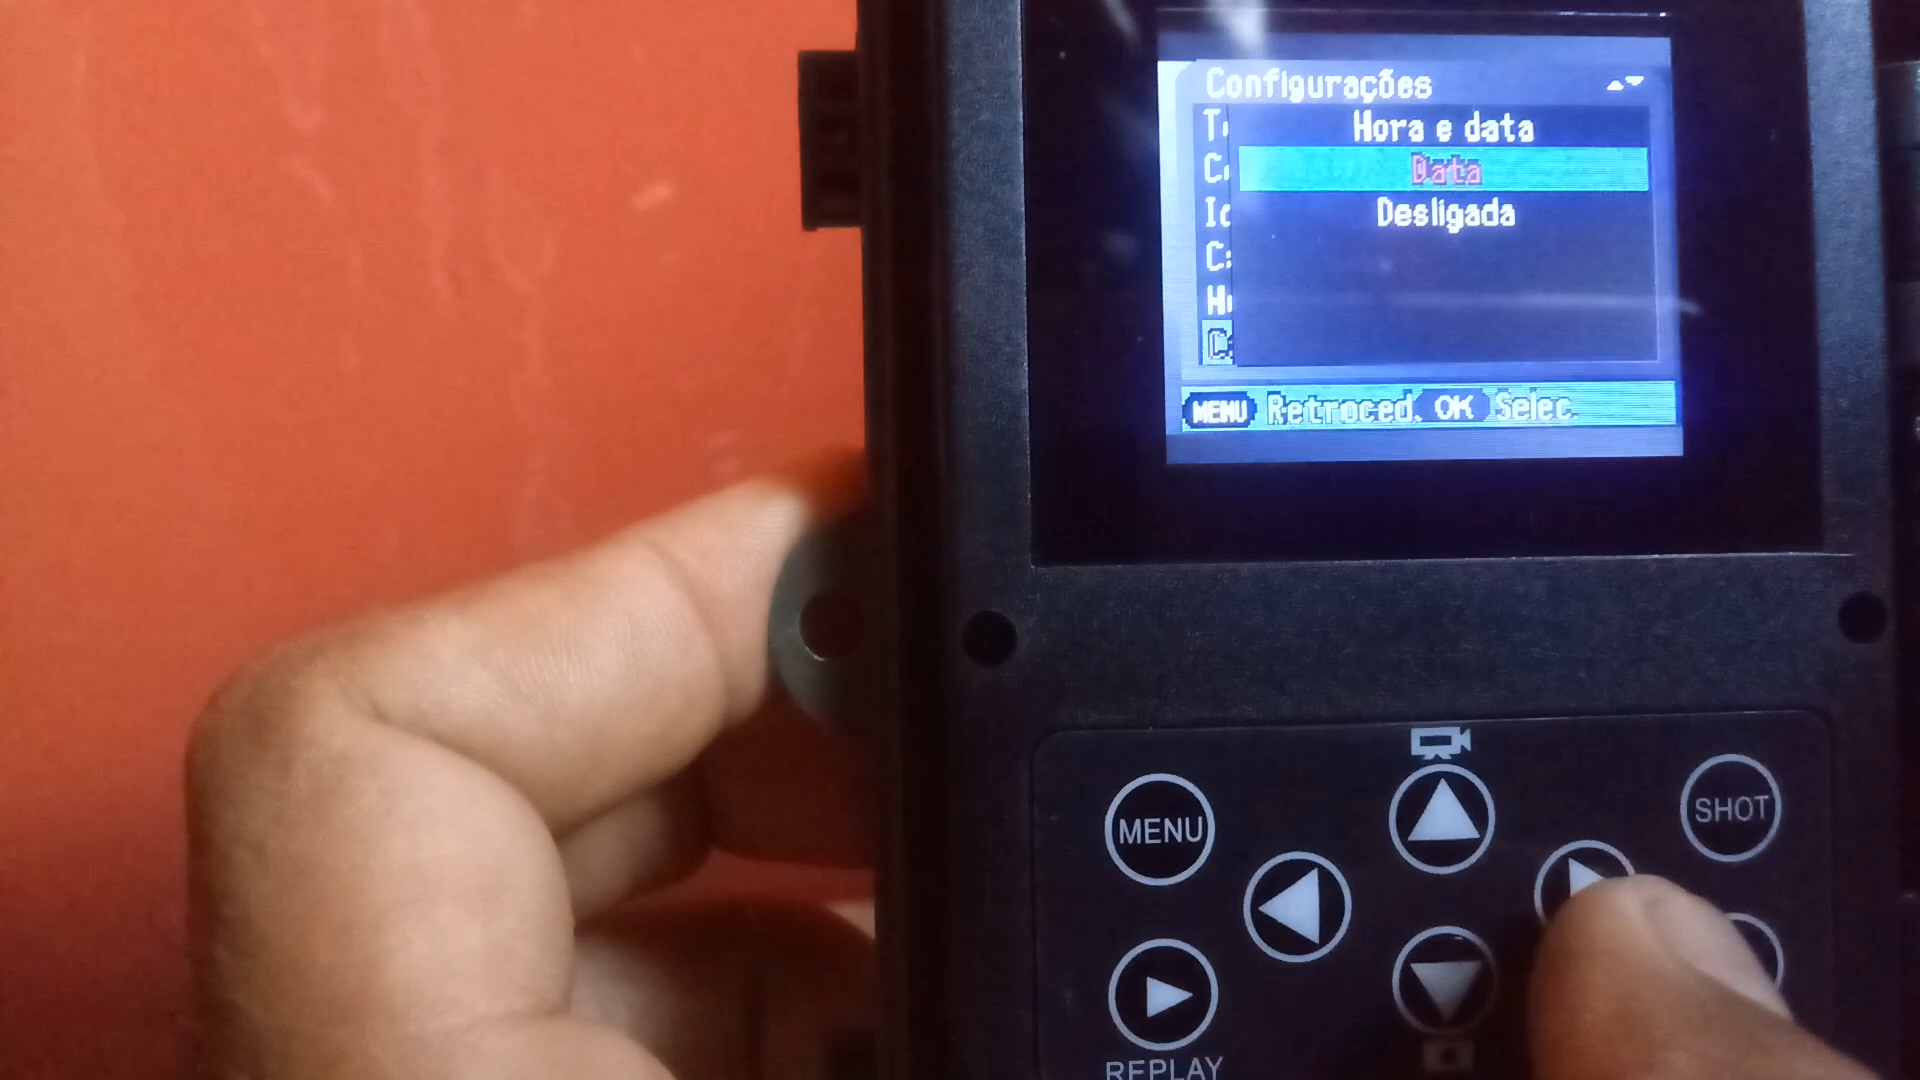 Configurações
Hora e data
Data
Desligada
MENU Retroced. OK Selec.
MENU
SHOT
REPLAY